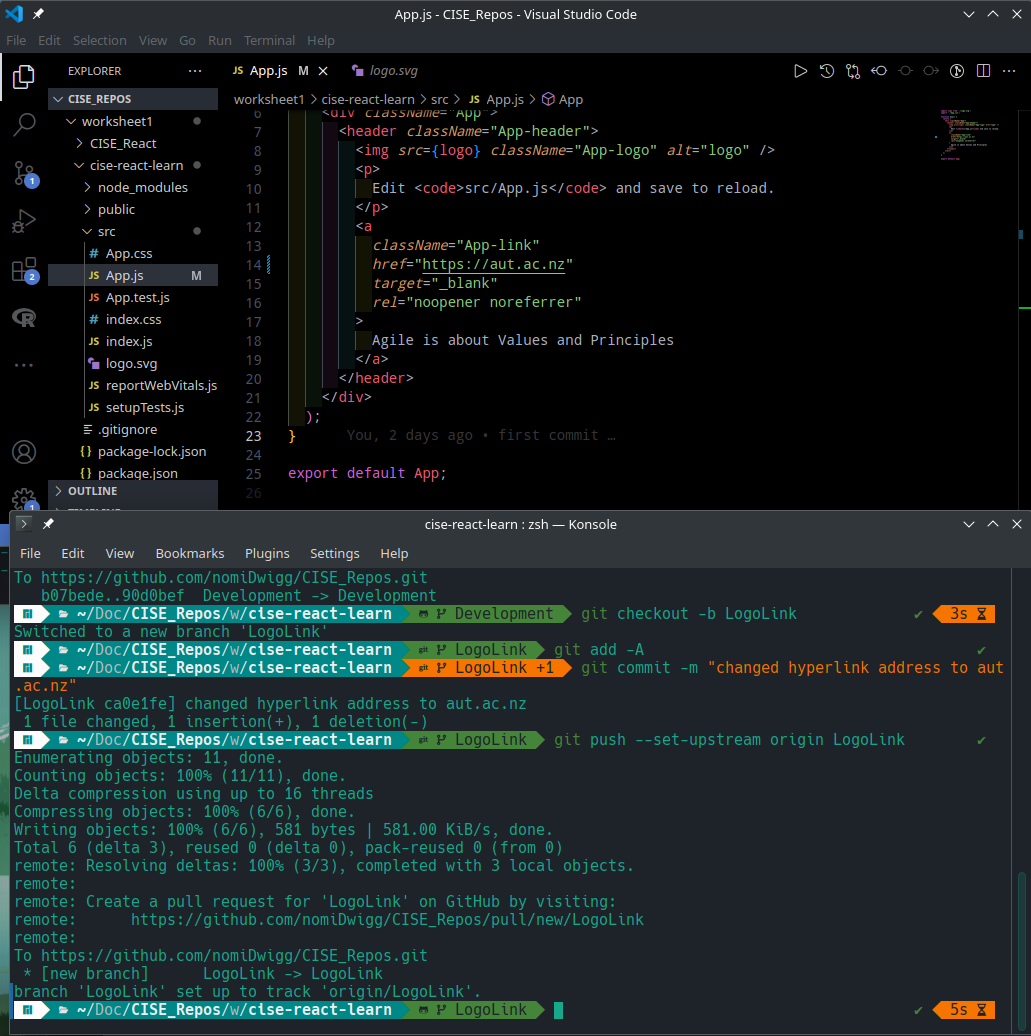 App.js - CISE_Repos - Visual Studio Code
File Edit Selection View Go Run Terminal Help
EXPLORER ...
JS App.js M
logo.svg
CISE_REPOS
worksheet1 > cise-react-learn > src > JS App.js > App
worksheet1
CISE_React
cise-react-learn
node_modules
public
src
# App.css
JS App.js M
JS App.test.js
# index.css
JS index.js
logo.svg
JS reportWebVitals.js
JS setupTests.js
.gitignore
{} package-lock.json
{} package.json
OUTLINE
TIMELINE
1
2
1
6 <div className="App">
7 <header className="App-header">
8 <img src={logo} className="App-logo" alt="logo" />
9 <p>
10 Edit <code>src/App.js</code> and save to reload.
11 </p>
12 <a
13 className="App-link"
14 href="https://aut.ac.nz"
15 target="_blank"
16 rel="noopener noreferrer"
17 >
18 Agile is about Values and Principles
19 </a>
20 </header>
21 </div>
22 );
23 } You, 2 days ago • first commit …
24
25 export default App;
26
cise-react-learn : zsh — Konsole
File Edit View Bookmarks Plugins Settings Help
To https://github.com/nomiDwigg/CISE_Repos.git
b07bede..90d0bef Development -> Development
~/Doc/CISE_Repos/w/cise-react-learn Development git checkout -b LogoLink ✔ 3s
Switched to a new branch 'LogoLink'
~/Doc/CISE_Repos/w/cise-react-learn git LogoLink git add -A ✔
~/Doc/CISE_Repos/w/cise-react-learn git LogoLink +1 git commit -m "changed hyperlink address to aut
.ac.nz"
[LogoLink ca0e1fe] changed hyperlink address to aut.ac.nz
1 file changed, 1 insertion(+), 1 deletion(-)
~/Doc/CISE_Repos/w/cise-react-learn git LogoLink git push --set-upstream origin LogoLink ✔
Enumerating objects: 11, done.
Counting objects: 100% (11/11), done.
Delta compression using up to 16 threads
Compressing objects: 100% (6/6), done.
Writing objects: 100% (6/6), 581 bytes | 581.00 KiB/s, done.
Total 6 (delta 3), reused 0 (delta 0), pack-reused 0 (from 0)
remote: Resolving deltas: 100% (3/3), completed with 3 local objects.
remote:
remote: Create a pull request for 'LogoLink' on GitHub by visiting:
remote: https://github.com/nomiDwigg/CISE_Repos/pull/new/LogoLink
remote:
To https://github.com/nomiDwigg/CISE_Repos.git
* [new branch] LogoLink -> LogoLink
branch 'LogoLink' set up to track 'origin/LogoLink'.
~/Doc/CISE_Repos/w/cise-react-learn LogoLink ✔ 5s